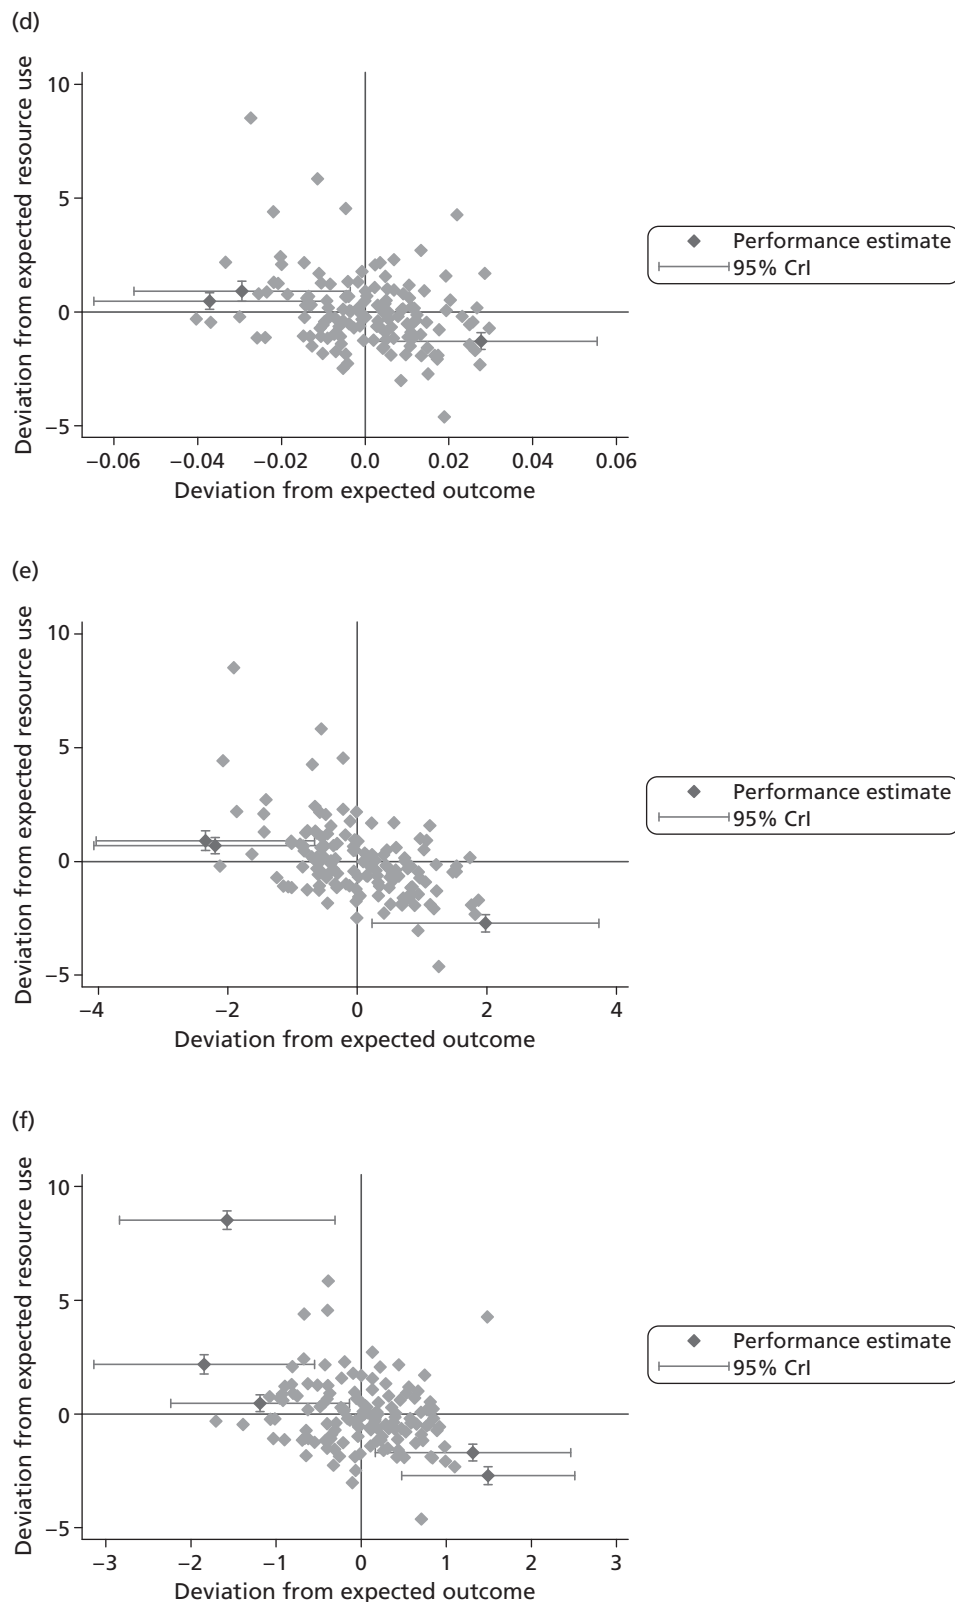 (d)
Deviation from expected resource use
10
5
0
−5
−0.06 −0.04 −0.02 0.0 0.02 0.04 0.06
Deviation from expected outcome
Performance estimate
95% CrI
(e)
Deviation from expected resource use
10
5
0
−5
−4 −2 0 2 4
Deviation from expected outcome
Performance estimate
95% CrI
(f)
Deviation from expected resource use
10
5
0
−5
−3 −2 −1 0 1 2 3
Deviation from expected outcome
Performance estimate
95% CrI